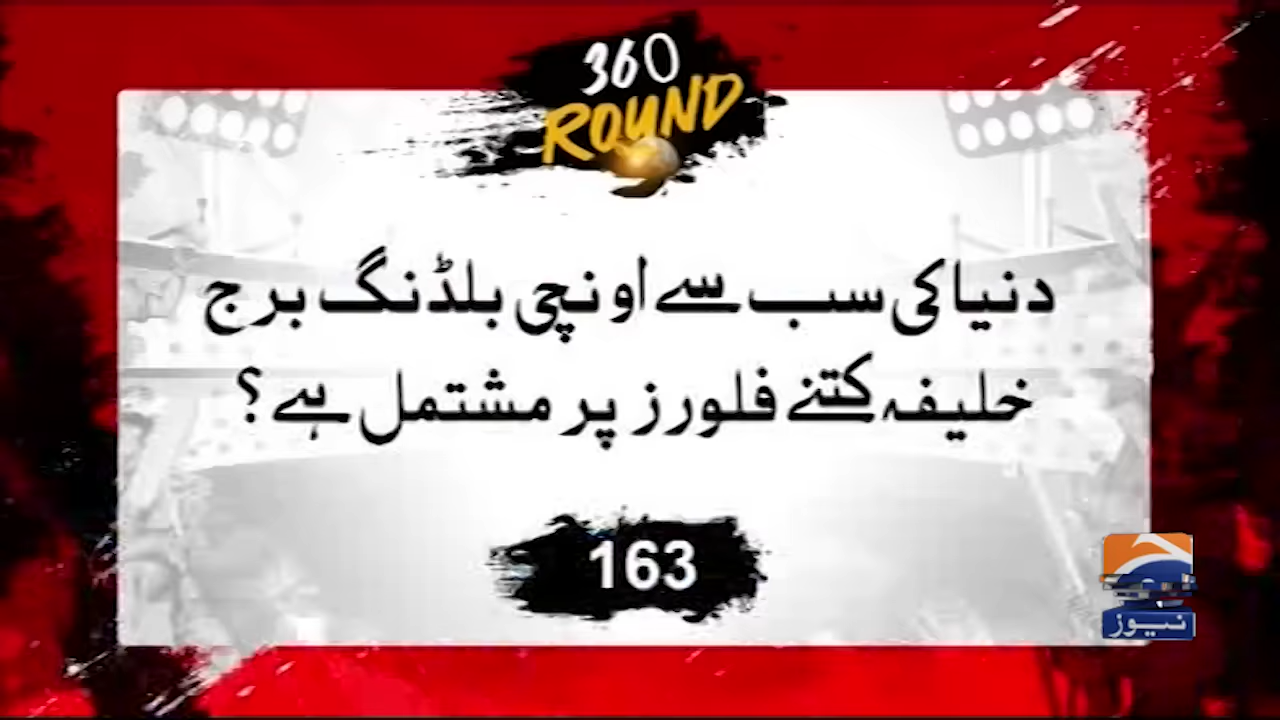 360
ROUND
دنیا کی سب سے اونچی بلڈنگ برج
خلیفہ کتنے فلورز پر مشتمل ہے؟
163
نیوز